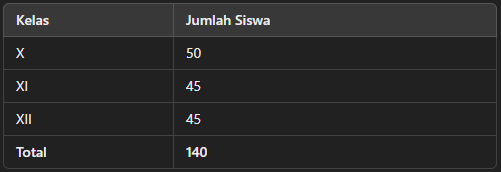 Kelas Jumlah Siswa
X 50
XI 45
XII 45
Total 140